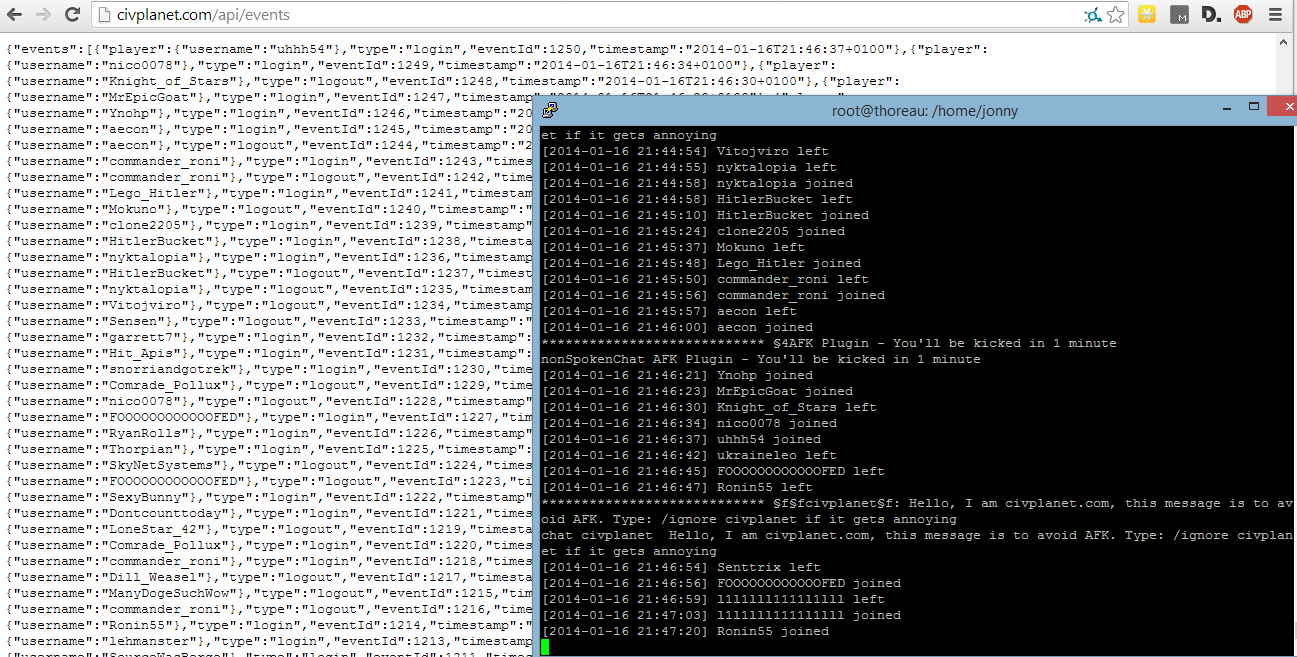 civplanet.com/api/events
{"events":[{"player":{"username":"uhhh54"},"type":"login","eventId":1250,"timestamp":"2014-01-16T21:46:37+0100"},{"player":
{"username":"nico0078"},"type":"login","eventId":1249,"timestamp":"2014-01-16T21:46:34+0100"},{"player":
{"username":"Knight_of_Stars"},"type":"logout","eventId":1248,"timestamp":"2014-01-16T21:46:30+0100"},{"player":
{"username":"MrEpicGoat"},"type":"login","eventId":1247,"timestamp":
{"username":"Ynohp"},"type":"login","eventId":1246,"timestamp":"20
{"username":"aecon"},"type":"login","eventId":1245,"timestamp":"20
{"username":"aecon"},"type":"logout","eventId":1244,"timestamp":"2
{"username":"commander_roni"},"type":"login","eventId":1243,"times
{"username":"commander_roni"},"type":"logout","eventId":1242,"time
{"username":"Lego_Hitler"},"type":"login","eventId":1241,"timestam
{"username":"Mokuno"},"type":"logout","eventId":1240,"timestamp":"
{"username":"clone2205"},"type":"login","eventId":1239,"timestamp"
{"username":"HitlerBucket"},"type":"login","eventId":1238,"timesta
{"username":"nyktalopia"},"type":"login","eventId":1236,"timestamp
{"username":"HitlerBucket"},"type":"logout","eventId":1237,"timest
{"username":"nyktalopia"},"type":"logout","eventId":1235,"timestam
{"username":"Vitojviro"},"type":"logout","eventId":1234,"timestamp
{"username":"Sensen"},"type":"logout","eventId":1233,"timestamp":"
{"username":"garrett7"},"type":"login","eventId":1232,"timestamp":
{"username":"Hit_Apis"},"type":"login","eventId":1231,"timestamp":
{"username":"snorriandgotrek"},"type":"login","eventId":1230,"time
{"username":"Comrade_Pollux"},"type":"logout","eventId":1229,"time
{"username":"nico0078"},"type":"logout","eventId":1228,"timestamp"
{"username":"FOOOOOOOOOOOOFED"},"type":"login","eventId":1227,"tim
{"username":"RyanRolls"},"type":"login","eventId":1226,"timestamp"
{"username":"Thorpian"},"type":"login","eventId":1225,"timestamp":
{"username":"SkyNetSystems"},"type":"logout","eventId":1224,"times
{"username":"FOOOOOOOOOOOOFED"},"type":"logout","eventId":1223,"ti
{"username":"SexyBunny"},"type":"login","eventId":1222,"timestamp"
{"username":"Dontcounttoday"},"type":"login","eventId":1221,"times
{"username":"LoneStar_42"},"type":"logout","eventId":1219,"timesta
{"username":"Comrade_Pollux"},"type":"login","eventId":1220,"times
{"username":"commander_roni"},"type":"login","eventId":1218,"times
{"username":"Dill_Weasel"},"type":"logout","eventId":1217,"timesta
{"username":"ManyDogeSuchWow"},"type":"logout","eventId":1215,"tim
{"username":"commander_roni"},"type":"logout","eventId":1216,"time
{"username":"Ronin55"},"type":"login","eventId":1214,"timestamp":"
{"username":"lehmanster"},"type":"login","eventId":1213,"timestamp
root@thoreau: /home/jonny
et if it gets annoying
[2014-01-16 21:44:54] Vitojviro left
[2014-01-16 21:44:55] nyktalopia left
[2014-01-16 21:44:58] nyktalopia joined
[2014-01-16 21:44:58] HitlerBucket left
[2014-01-16 21:45:10] HitlerBucket joined
[2014-01-16 21:45:24] clone2205 joined
[2014-01-16 21:45:37] Mokuno left
[2014-01-16 21:45:48] Lego_Hitler joined
[2014-01-16 21:45:50] commander_roni left
[2014-01-16 21:45:56] commander_roni joined
[2014-01-16 21:45:57] aecon left
[2014-01-16 21:46:00] aecon joined
**************************** §4AFK Plugin - You'll be kicked in 1 minute
nonSpokenChat AFK Plugin - You'll be kicked in 1 minute
[2014-01-16 21:46:21] Ynohp joined
[2014-01-16 21:46:23] MrEpicGoat joined
[2014-01-16 21:46:30] Knight_of_Stars left
[2014-01-16 21:46:34] nico0078 joined
[2014-01-16 21:46:37] uhhh54 joined
[2014-01-16 21:46:42] ukraineleo left
[2014-01-16 21:46:45] FOOOOOOOOOOOOFED left
[2014-01-16 21:46:47] Ronin55 left
**************************** §f§fcivplanet§f: Hello, I am civplanet.com, this message is to av
oid AFK. Type: /ignore civplanet if it gets annoying
chat civplanet  Hello, I am civplanet.com, this message is to avoid AFK. Type: /ignore civplan
et if it gets annoying
[2014-01-16 21:46:54] Senttrix left
[2014-01-16 21:46:56] FOOOOOOOOOOOOFED joined
[2014-01-16 21:46:59] llllllllllllllll left
[2014-01-16 21:47:03] llllllllllllllll joined
[2014-01-16 21:47:20] Ronin55 joined